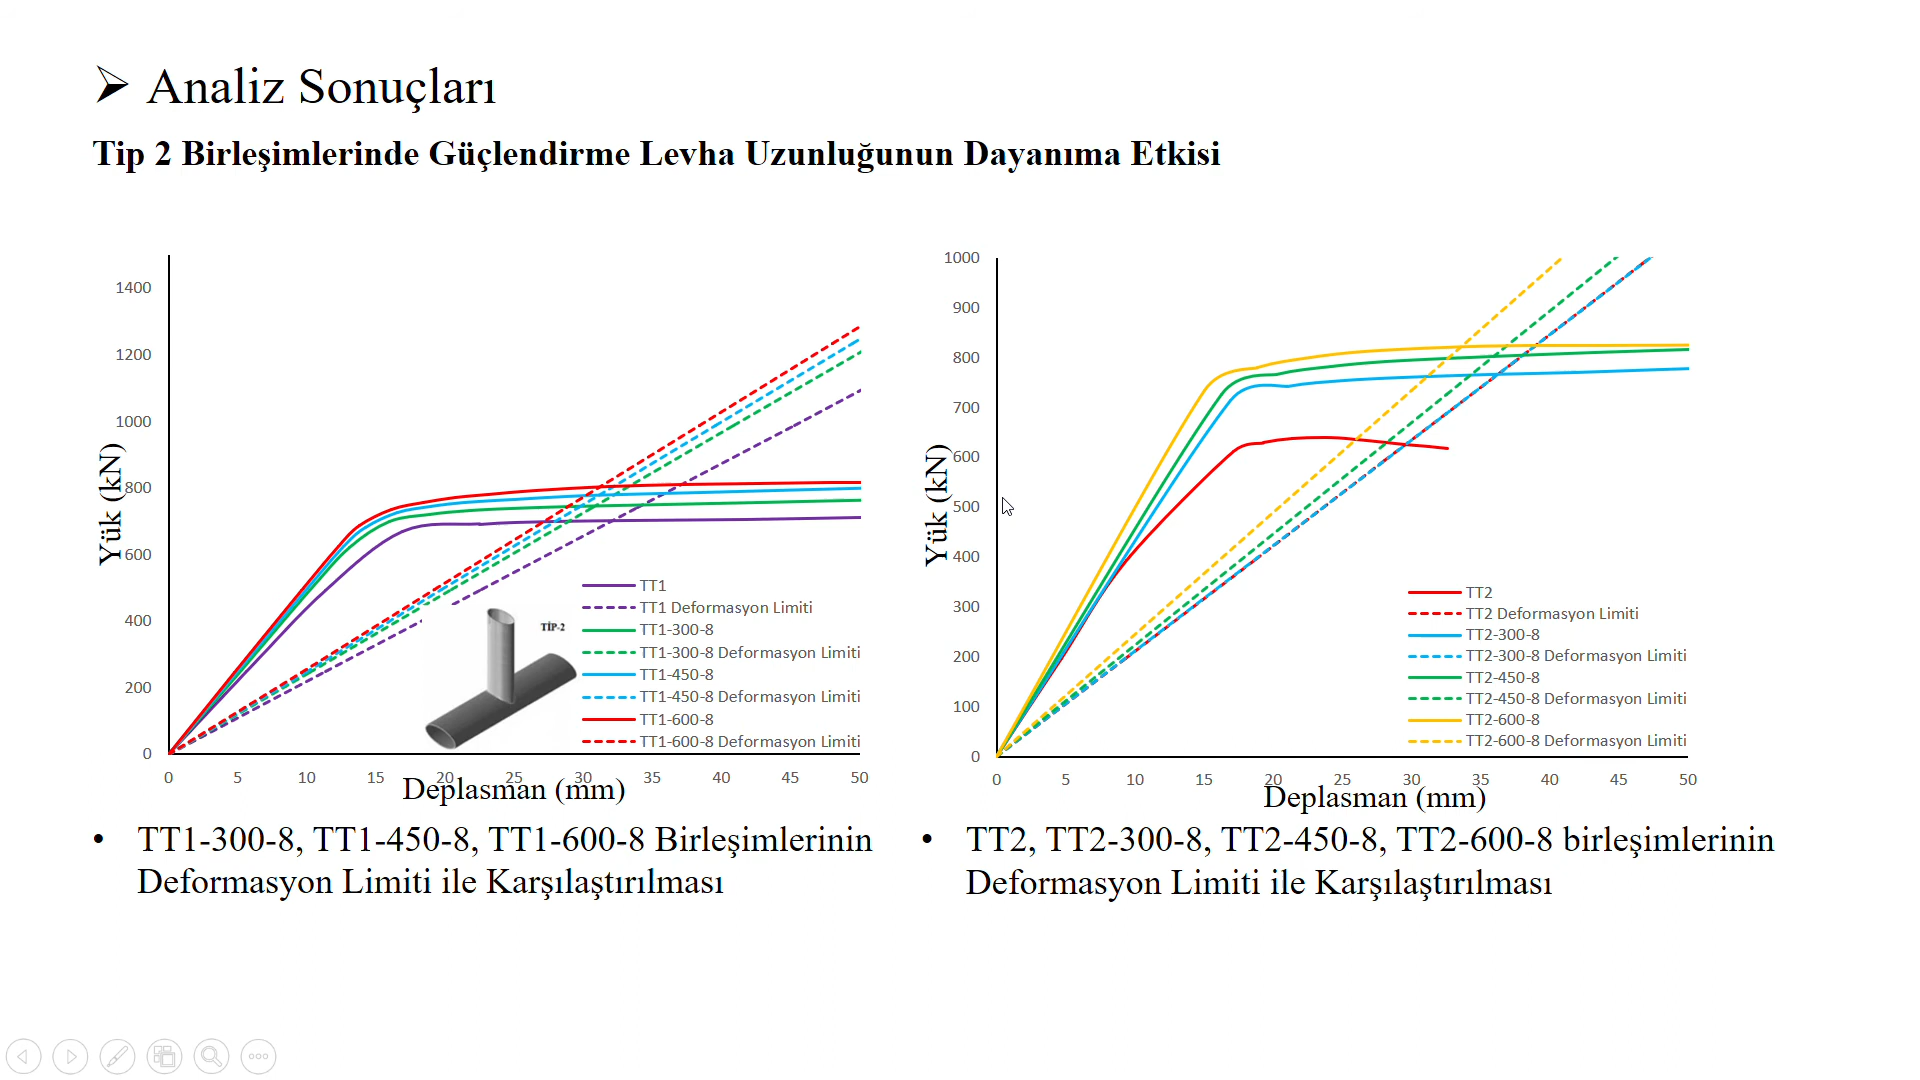 Analiz Sonuçları
Tip 2 Birleşimlerinde Güçlendirme Levha Uzunluğunun Dayanıma Etkisi
1400
1200
1000
800
600
400
200
0
Yük (kN)
0 5 10 15 20 25 30 35 40 45 50
Deplasman (mm)
TİP-2
TT1
TT1 Deformasyon Limiti
TT1-300-8
TT1-300-8 Deformasyon Limiti
TT1-450-8
TT1-450-8 Deformasyon Limiti
TT1-600-8
TT1-600-8 Deformasyon Limiti
• TT1-300-8, TT1-450-8, TT1-600-8 Birleşimlerinin
Deformasyon Limiti ile Karşılaştırılması
1000
900
800
700
600
500
400
300
200
100
0
Yük (kN)
0 5 10 15 20 25 30 35 40 45 50
Deplasman (mm)
TT2
TT2 Deformasyon Limiti
TT2-300-8
TT2-300-8 Deformasyon Limiti
TT2-450-8
TT2-450-8 Deformasyon Limiti
TT2-600-8
TT2-600-8 Deformasyon Limiti
• TT2, TT2-300-8, TT2-450-8, TT2-600-8 birleşimlerinin
Deformasyon Limiti ile Karşılaştırılması